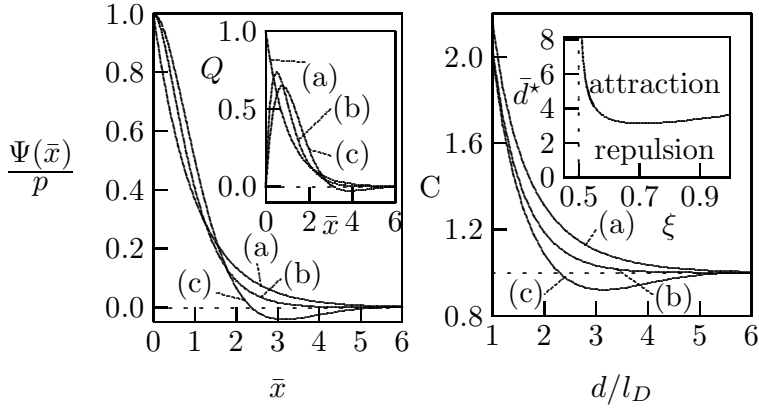 Ψ(x̄)
p
1.0
0.8
0.6
0.4
0.2
0.0
0 1 2 3 4 5 6
x̄
(a)
(b)
(c)
Q
1.0
0.5
0.0
0 2 4 6
x̄
(a)
(b)
(c)
C
2.0
1.6
1.2
1.0
0.8
1 2 3 4 5 6
d/l_D
(a)
(b)
(c)
d̄⋆
8
6
4
2
0
0.5 0.7 0.9
ξ
attraction
repulsion